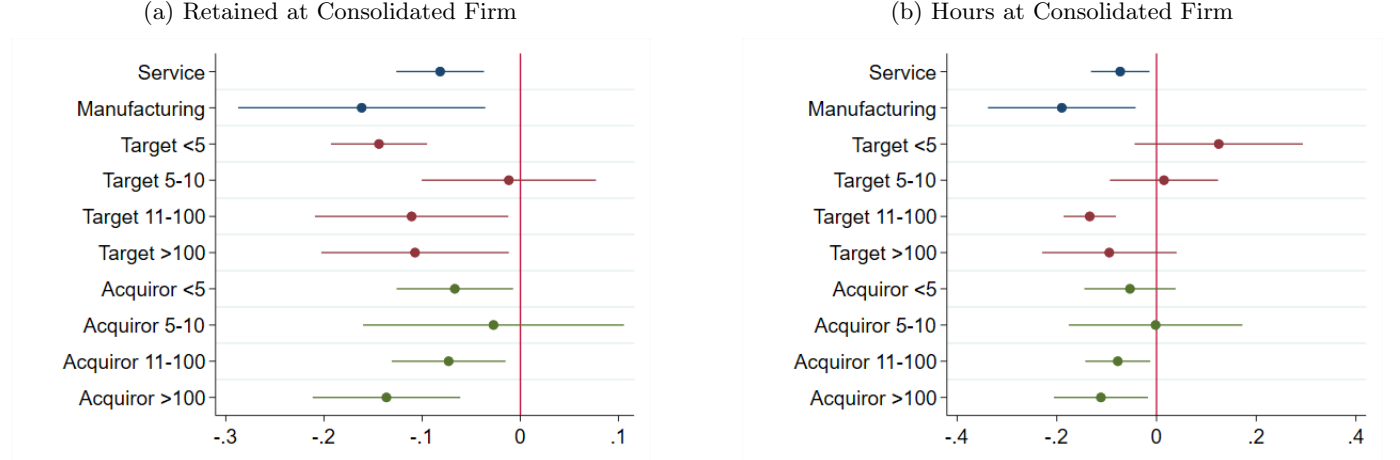 (a) Retained at Consolidated Firm
Service
Manufacturing
Target <5
Target 5-10
Target 11-100
Target >100
Acquiror <5
Acquiror 5-10
Acquiror 11-100
Acquiror >100
-.3 -.2 -.1 0 .1
(b) Hours at Consolidated Firm
Service
Manufacturing
Target <5
Target 5-10
Target 11-100
Target >100
Acquiror <5
Acquiror 5-10
Acquiror 11-100
Acquiror >100
-.4 -.2 0 .2 .4